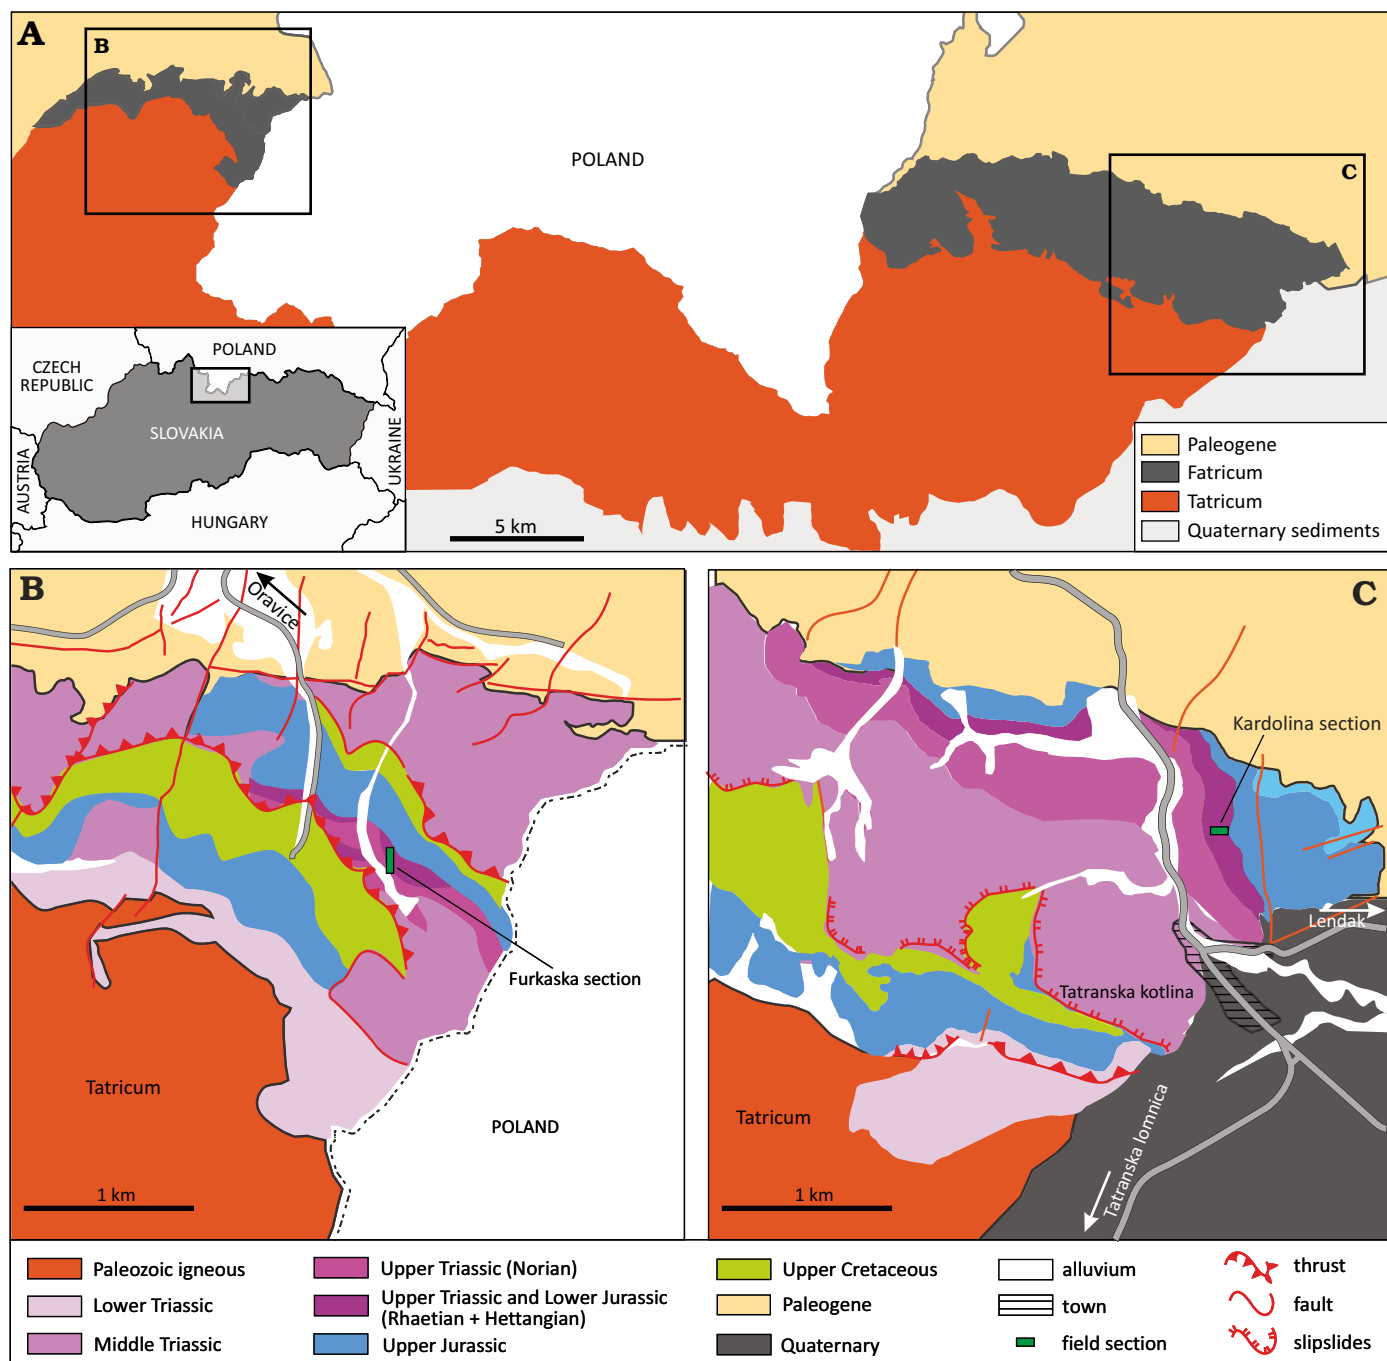 A
B
POLAND
C
POLAND
CZECH
REPUBLIC
SLOVAKIA
AUSTRIA
UKRAINE
HUNGARY
5 km
Paleogene
Fatricum
Tatricum
Quaternary sediments
B
Oravice
Furkaska section
Tatricum
POLAND
1 km
C
Kardolina section
Lendak
Tatranska kotlina
Tatricum
Tatranska lomnica
1 km
Paleozoic igneous
Lower Triassic
Middle Triassic
Upper Triassic (Norian)
Upper Triassic and Lower Jurassic
(Rhaetian + Hettangian)
Upper Jurassic
Upper Cretaceous
Paleogene
Quaternary
alluvium
town
field section
thrust
fault
slipslides